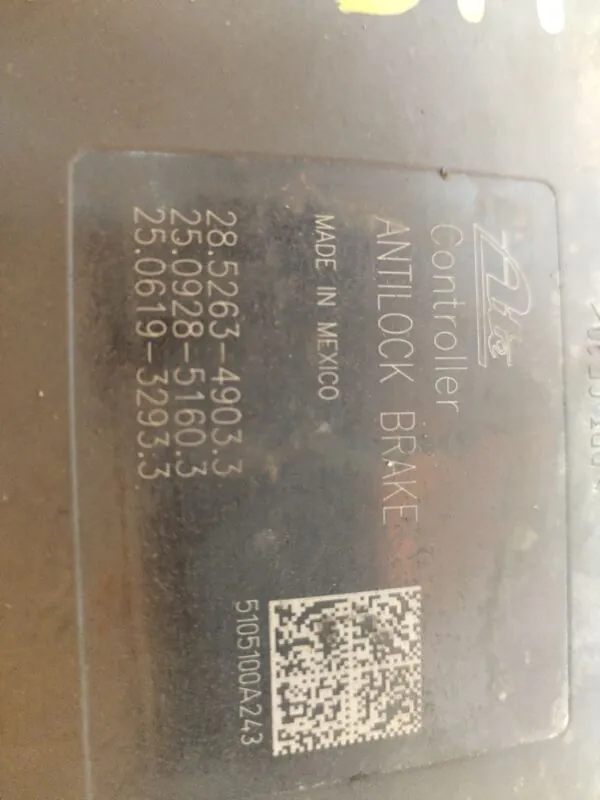 Ate
Controller
ANTILOCK BRAKE
MADE IN MEXICO
28.5263-4903.3
25.0928-5160.3
25.0619-3293.3
5105100A243